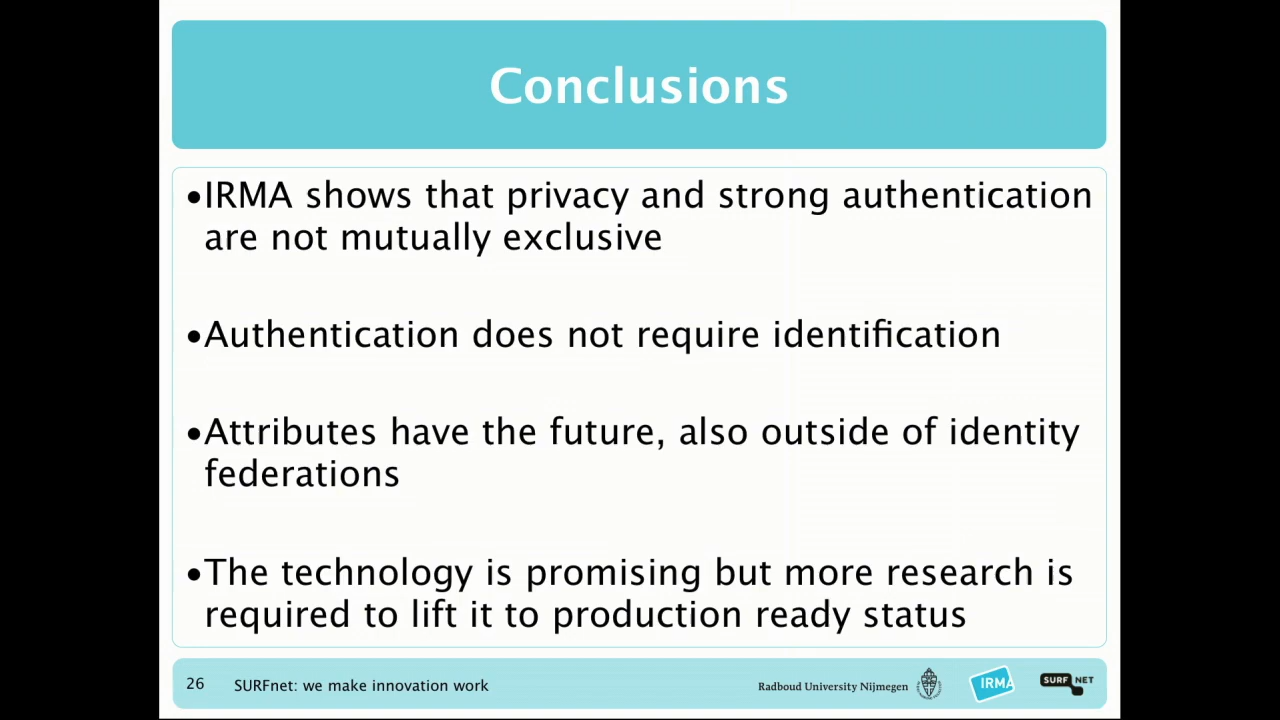 Conclusions
•IRMA shows that privacy and strong authentication
are not mutually exclusive
•Authentication does not require identification
•Attributes have the future, also outside of identity
federations
•The technology is promising but more research is
required to lift it to production ready status
26 SURFnet: we make innovation work Radboud University Nijmegen IRMA SURF NET